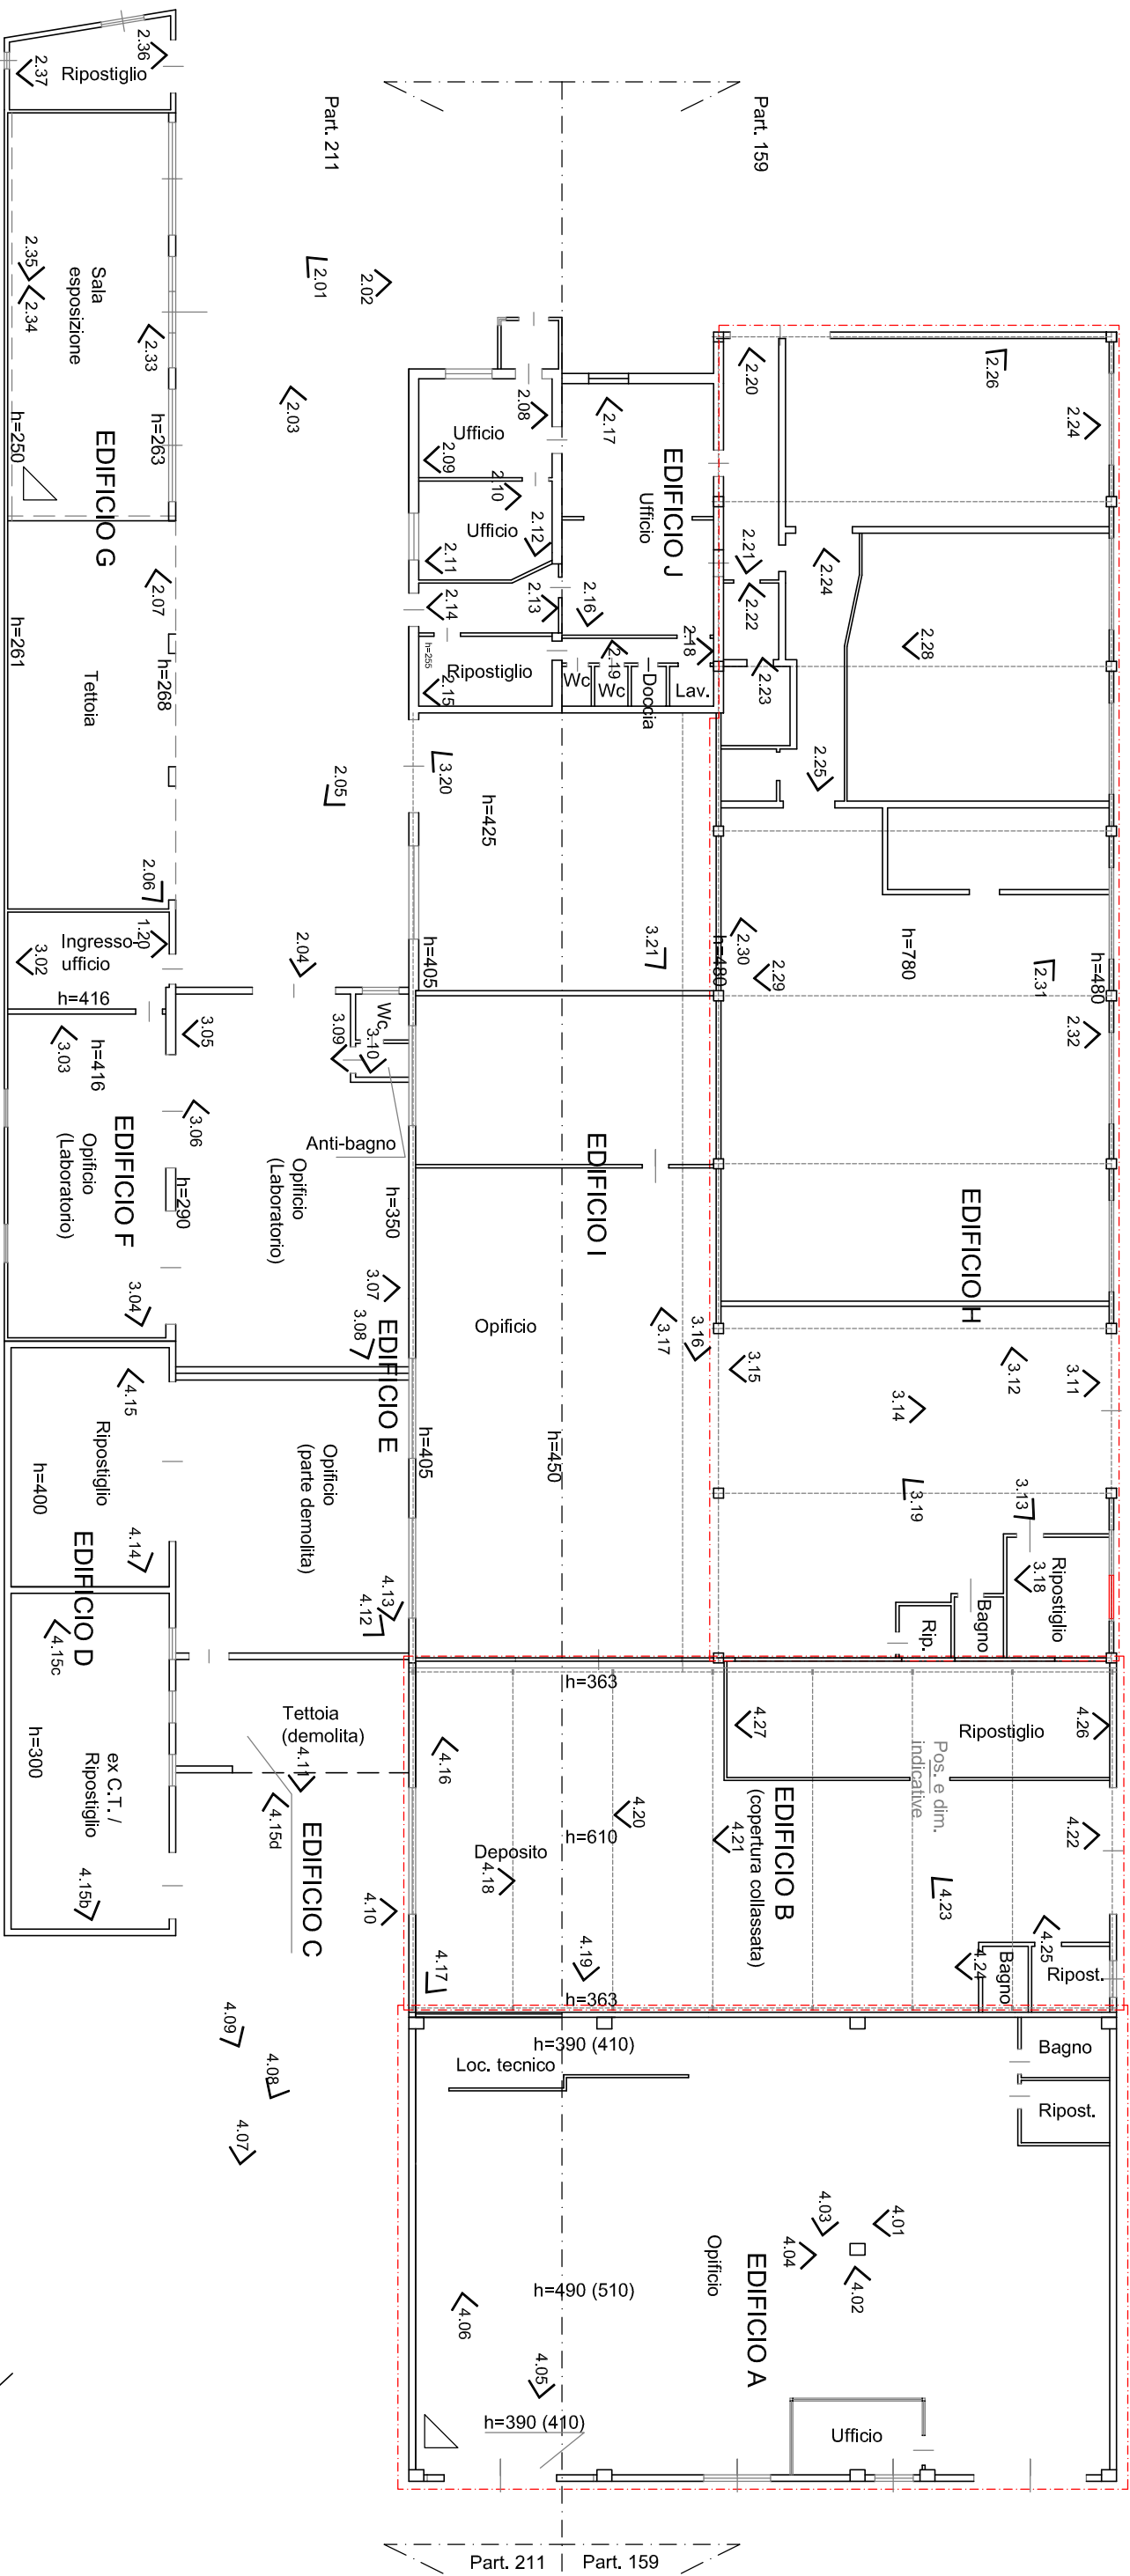 2.36
2.37
Ripostiglio
Part. 211
Part. 159
2.35
2.34
Sala
esposizione
2.33
2.01
2.02
2.03
h=250
h=263
EDIFICIO G
2.08
Ufficio
2.09
2.10
Ufficio
2.12
2.11
2.17
EDIFICIO J
Ufficio
2.20
2.26
2.24
2.21
2.22
2.24
2.28
2.23
2.25
2.07
h=261
h=268
Tettoia
2.14
2.13
2.16
2.18
2.19
h=255
Ripostiglio
2.15
Wc
Wc
Doccia
Lav.
2.05
3.20
h=425
2.06
1.20
Ingresso-
ufficio
3.02
h=416
2.04
h=405
3.21
h=480
2.30
2.29
h=780
2.31
h=480
2.32
Wc
3.09
3.10
3.05
3.03
h=416
3.06
EDIFICIO F
Opificio
(Laboratorio)
h=290
Anti-bagno
Opificio
(Laboratorio)
h=350
EDIFICIO I
EDIFICIO H
3.04
3.07
3.08
EDIFICIO E
Opificio
3.17
3.16
3.15
3.12
3.11
3.14
4.15
Ripostiglio
h=400
Opificio
(parte demolita)
h=405
h=450
3.19
3.13
3.18
Ripostiglio
Bagno
Rip.
4.14
EDIFICIO D
4.13
4.12
4.15c
h=300
ex C.T. /
Ripostiglio
4.15b
Tettoia
(demolita)
4.11
4.15d
EDIFICIO C
4.10
h=363
4.16
4.27
Ripostiglio
4.26
Pos. e dim.
indicative
4.20
h=610
Deposito
4.18
4.21
EDIFICIO B
(copertura collassata)
4.22
4.23
4.25
4.24
Bagno
Ripost.
4.17
4.19
h=363
4.09
4.08
4.07
h=390 (410)
Loc. tecnico
Bagno
Ripost.
4.03
4.01
4.04
4.02
Opificio
EDIFICIO A
h=490 (510)
4.06
4.05
h=390 (410)
Ufficio
Part. 211
Part. 159